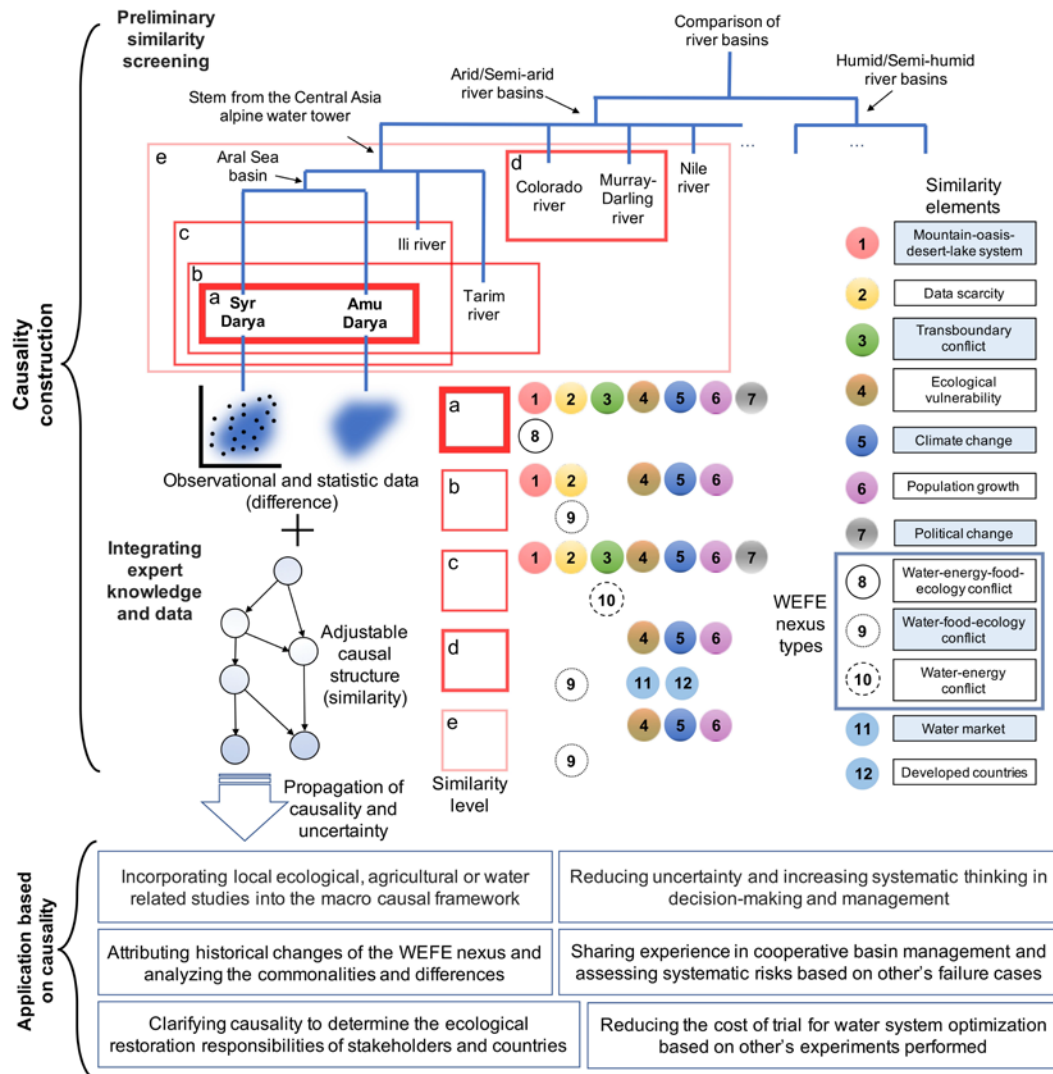 Preliminary
similarity
screening
Comparison of
river basins
Arid/Semi-arid
river basins
Humid/Semi-humid
river basins
Stem from the Central Asia
alpine water tower
...
...
e
Aral Sea
basin
d
Colorado
river
Murray-
Darling
river
Nile
river
c
Ili river
b
a
Syr
Darya
Amu
Darya
Tarim
river
Causality
construction
Observational and statistic data
(difference)
Integrating
expert
knowledge
and data
Adjustable
causal
structure
(similarity)
Propagation of
causality and
uncertainty
a
1 2 3 4 5 6 7
8
b
1 2 4 5 6
9
c
1 2 3 4 5 6 7
10
d
4 5 6
9 11 12
e
4 5 6
9
Similarity
level
Similarity
elements
1 Mountain-oasis-
desert-lake system
2 Data scarcity
3 Transboundary
conflict
4 Ecological
vulnerability
5 Climate change
6 Population growth
7 Political change
WEFE
nexus
types
8 Water-energy-food-
ecology conflict
9 Water-food-ecology
conflict
10 Water-energy
conflict
11 Water market
12 Developed countries
Application based
on causality
Incorporating local ecological, agricultural or water
related studies into the macro causal framework
Reducing uncertainty and increasing systematic thinking in
decision-making and management
Attributing historical changes of the WEFE nexus and
analyzing the commonalities and differences
Sharing experience in cooperative basin management and
assessing systematic risks based on other's failure cases
Clarifying causality to determine the ecological
restoration responsibilities of stakeholders and countries
Reducing the cost of trial for water system optimization
based on other's experiments performed